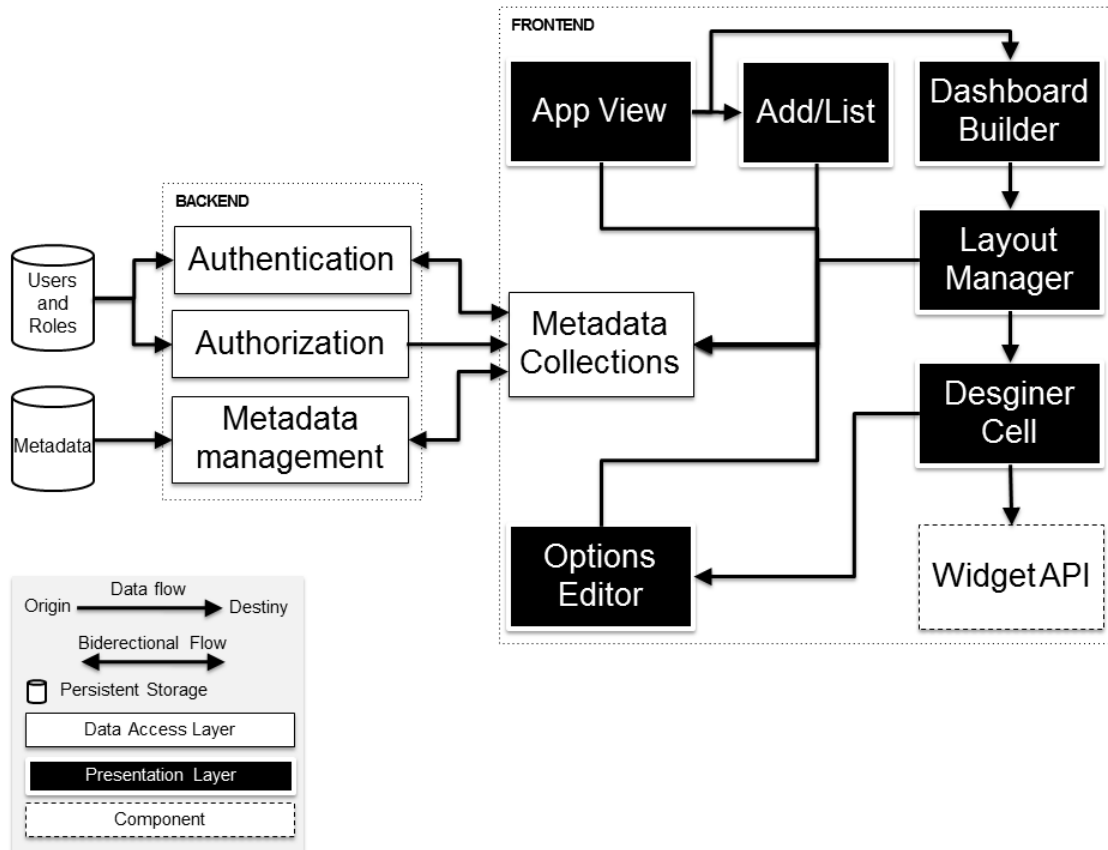 FRONTEND
App View
Add/List
Dashboard
Builder
BACKEND
Users
and
Roles
Authentication
Layout
Manager
Authorization
Metadata
Collections
Metadata
Metadata
management
Desginer
Cell
Options
Editor
Widget API
Data flow
Origin
Destiny
Biderectional Flow
Persistent Storage
Data Access Layer
Presentation Layer
Component